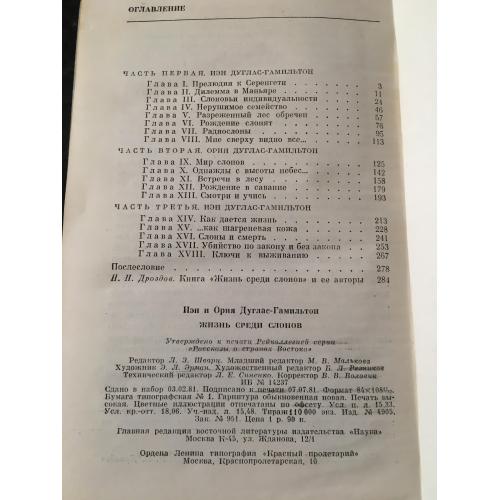 ОГЛАВЛЕНИЕ
ЧАСТЬ ПЕРВАЯ. ИЭН ДУГЛАС-ГАМИЛЬТОН
Глава I. Прелюдия к Серенгети . . . . . . . 3
Глава II. Дилемма в Маньяре . . . . . . . 11
Глава III. Слоновьи индивидуальности . . . . . . . 24
Глава IV. Нерушимое семейство . . . . . . . 46
Глава V. Разреженный лес обречен . . . . . . . 57
Глава VI. Рождение слонят . . . . . . . 76
Глава VII. Радиослоны . . . . . . . 95
Глава VIII. Мне сверху видно все... . . . . . . . 113
ЧАСТЬ ВТОРАЯ. ОРИЯ ДУГЛАС-ГАМИЛЬТОН
Глава IX. Мир слонов . . . . . . . 125
Глава X. Однажды с высоты небес... . . . . . . . 142
Глава XI. Встречи в лесу . . . . . . . 158
Глава XII. Рождение в саванне . . . . . . . 179
Глава XIII. Смотри и учись . . . . . . . 193
ЧАСТЬ ТРЕТЬЯ. ИЭН ДУГЛАС-ГАМИЛЬТОН
Глава XIV. Как дается жизнь . . . . . . . 213
Глава XV. ...как шагреневая кожа . . . . . . . 228
Глава XVI. Слоны и смерть . . . . . . . 241
Глава XVII. Убийство по закону и без закона . . . . 253
Глава XVIII. Ключи к выживанию . . . . . . . 267
Послесловие . . . . . . . 278
Н. Н. Дроздов. Книга «Жизнь среди слонов» и ее авторы 284
Иэн и Ория Дуглас-Гамильтон
ЖИЗНЬ СРЕДИ СЛОНОВ
Утверждено к печати Редколлегией серии
«Рассказы о странах Востока»
Редактор Л. З. Шварц. Младший редактор М. В. Малькова
Художник Э. Л. Эрман. Художественный редактор Б. Л. Резников
Технический редактор Л. Е. Синенко. Корректор В. В. Воловик
ИБ № 14237
Сдано в набор 03.02.81. Подписано к печати 07.07.81. Формат 84×108
Бумага типографская № 1. Гарнитура обыкновенная новая. Печать высокая. Цветные иллюстрации отпечатаны по офсету. Усл. п. л. 15,33.
Усл. кр.-отт. 18,06. Уч.-изд. л. 15,48. Тираж 110 000 экз. Изд. № 4905.
Зак. № 951. Цена 1 р. 90 к.
Главная редакция восточной литературы издательства «Наука»
Москва К-45, ул. Жданова, 12/1
Ордена Ленина типография «Красный пролетарий»
Москва, Краснопролетарская, 16